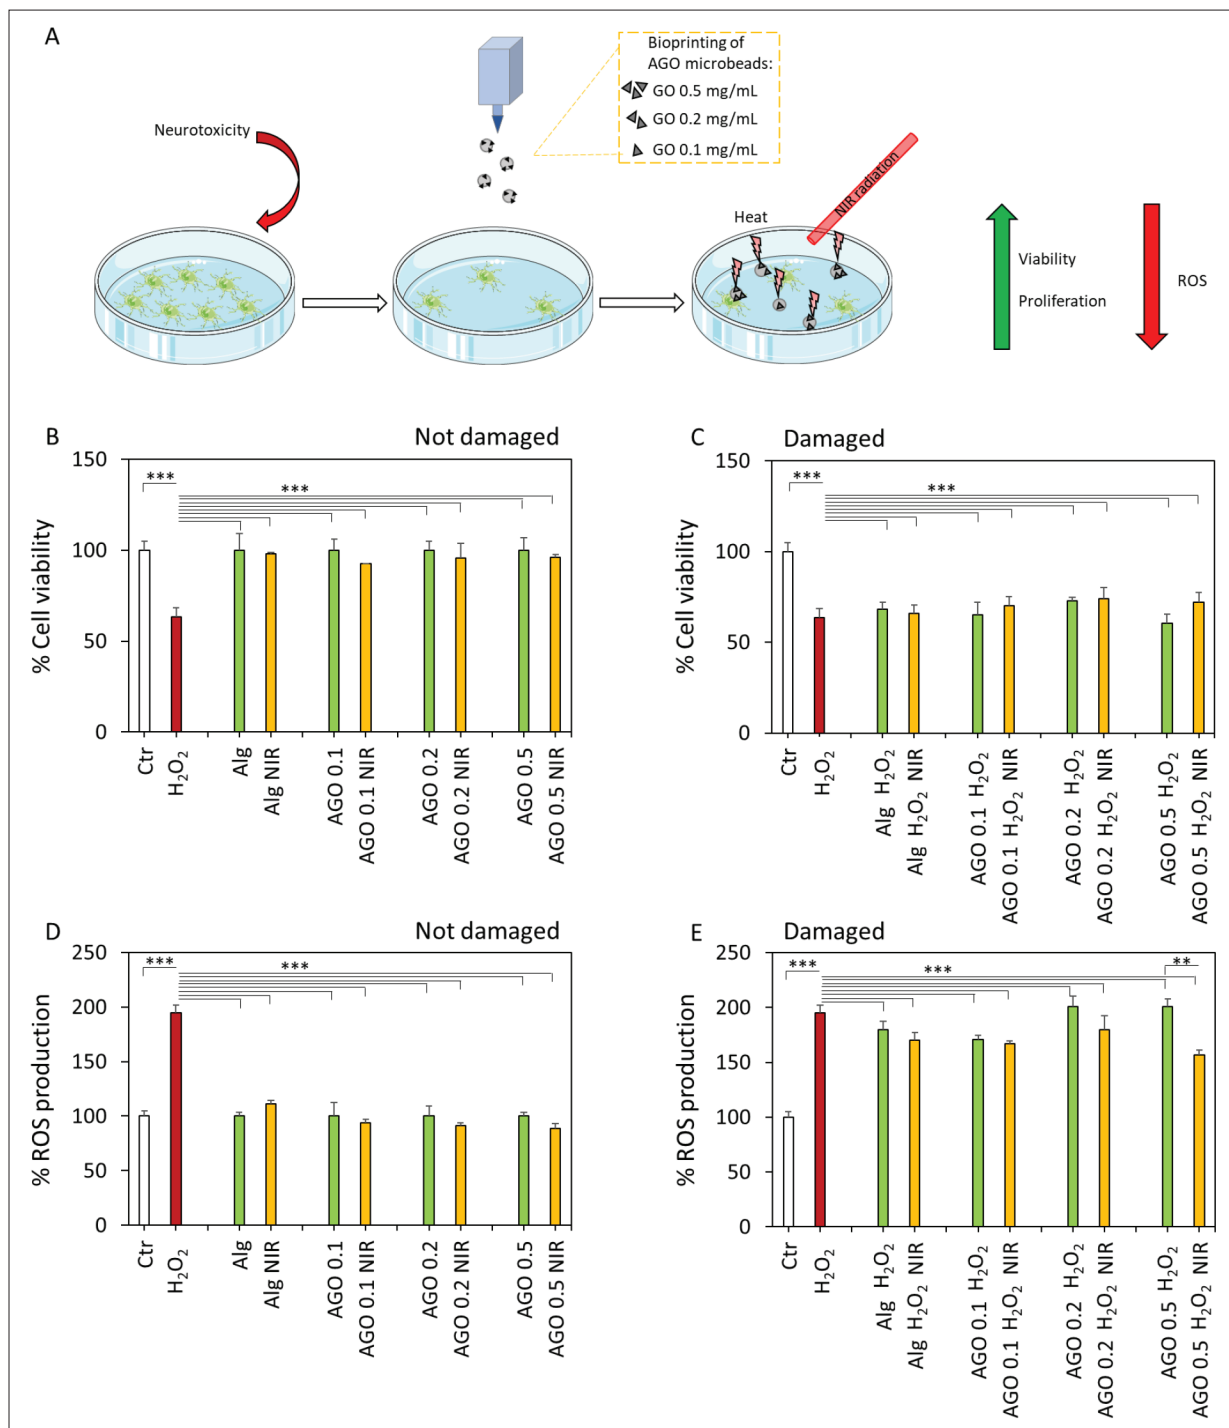 A
Neurotoxicity
Bioprinting of
AGO microbeads:
GO 0.5 mg/mL
GO 0.2 mg/mL
GO 0.1 mg/mL
Heat
NIR radiation
Viability
Proliferation
ROS
B
Not damaged
150
100
50
0
% Cell viability
***
***
Ctr
H₂O₂
Alg
Alg NIR
AGO 0.1
AGO 0.1 NIR
AGO 0.2
AGO 0.2 NIR
AGO 0.5
AGO 0.5 NIR
C
Damaged
150
100
50
0
% Cell viability
***
***
Ctr
H₂O₂
Alg H₂O₂
Alg H₂O₂ NIR
AGO 0.1 H₂O₂
AGO 0.1 H₂O₂ NIR
AGO 0.2 H₂O₂
AGO 0.2 H₂O₂ NIR
AGO 0.5 H₂O₂
AGO 0.5 H₂O₂ NIR
D
Not damaged
250
200
150
100
50
0
% ROS production
***
***
Ctr
H₂O₂
Alg
Alg NIR
AGO 0.1
AGO 0.1 NIR
AGO 0.2
AGO 0.2 NIR
AGO 0.5
AGO 0.5 NIR
E
Damaged
250
200
150
100
50
0
% ROS production
***
***
**
Ctr
H₂O₂
Alg H₂O₂
Alg H₂O₂ NIR
AGO 0.1 H₂O₂
AGO 0.1 H₂O₂ NIR
AGO 0.2 H₂O₂
AGO 0.2 H₂O₂ NIR
AGO 0.5 H₂O₂
AGO 0.5 H₂O₂ NIR